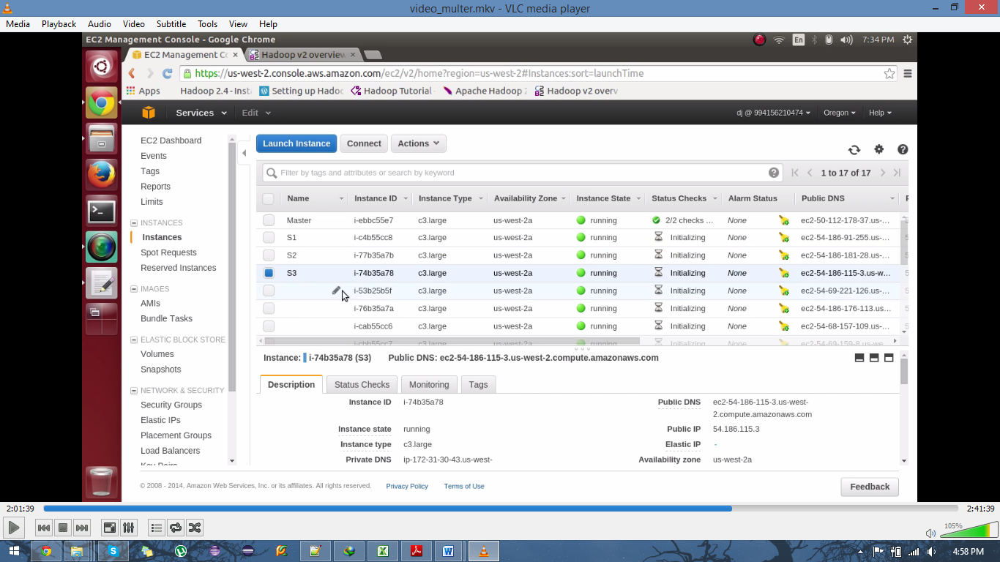 video_multer.mkv - VLC media player
Media Playback Audio Video Subtitle Tools View Help
EC2 Management Console - Google Chrome En 7:34 PM
EC2 Management Co Hadoop v2 overview
https://us-west-2.console.aws.amazon.com/ec2/v2/home?region=us-west-2#Instances:sort=launchTime
Apps Hadoop 2.4 - Inst Setting up Hadoo Hadoop Tutorial Apache Hadoop 2 Hadoop v2 overv
Services Edit dj @ 994156210474 Oregon Help
EC2 Dashboard
Events
Tags
Reports
Limits
INSTANCES
Instances
Spot Requests
Reserved Instances
IMAGES
AMIs
Bundle Tasks
ELASTIC BLOCK STORE
Volumes
Snapshots
NETWORK & SECURITY
Security Groups
Elastic IPs
Placement Groups
Load Balancers
Key Pairs
Launch Instance Connect Actions
Filter by tags and attributes or search by keyword 1 to 17 of 17
Name Instance ID Instance Type Availability Zone Instance State Status Checks Alarm Status Public DNS
Master i-ebbc55e7 c3.large us-west-2a running 2/2 checks ... None ec2-50-112-178-37.us-...
S1 i-c4b55cc8 c3.large us-west-2a running Initializing None ec2-54-186-91-255.us-...
S2 i-77b35a7b c3.large us-west-2a running Initializing None ec2-54-186-181-28.us-...
S3 i-74b35a78 c3.large us-west-2a running Initializing None ec2-54-186-115-3.us-w...
i-53b25b5f c3.large us-west-2a running Initializing None ec2-54-69-221-126.us-...
i-76b35a7a c3.large us-west-2a running Initializing None ec2-54-186-176-113.us...
i-cab55cc6 c3.large us-west-2a running Initializing None ec2-54-68-157-109.us-...
i-cbb55cc7 c3.large us-west-2a running Initializing None ec2-54-69-159-8.us-we
Instance: i-74b35a78 (S3) Public DNS: ec2-54-186-115-3.us-west-2.compute.amazonaws.com
Description Status Checks Monitoring Tags
Instance ID i-74b35a78 Public DNS ec2-54-186-115-3.us-west-
2.compute.amazonaws.com
Instance state running Public IP 54.186.115.3
Instance type c3.large Elastic IP -
Private DNS ip-172-31-30-43.us-west- Availability zone us-west-2a
© 2008 - 2014, Amazon Web Services, Inc. or its affiliates. All rights reserved. Privacy Policy Terms of Use Feedback
2:01:39 2:41:39
105%
4:58 PM